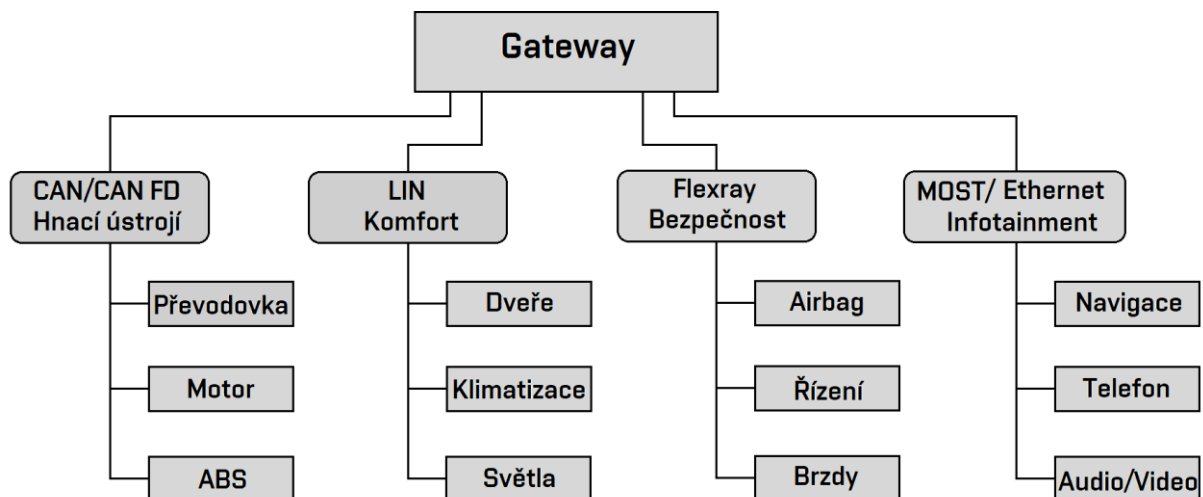 Gateway
CAN/CAN FD
Hnací ústrojí
LIN
Komfort
Flexray
Bezpečnost
MOST/ Ethernet
Infotainment
Převodovka
Dveře
Airbag
Navigace
Motor
Klimatizace
Řízení
Telefon
ABS
Světla
Brzdy
Audio/Video